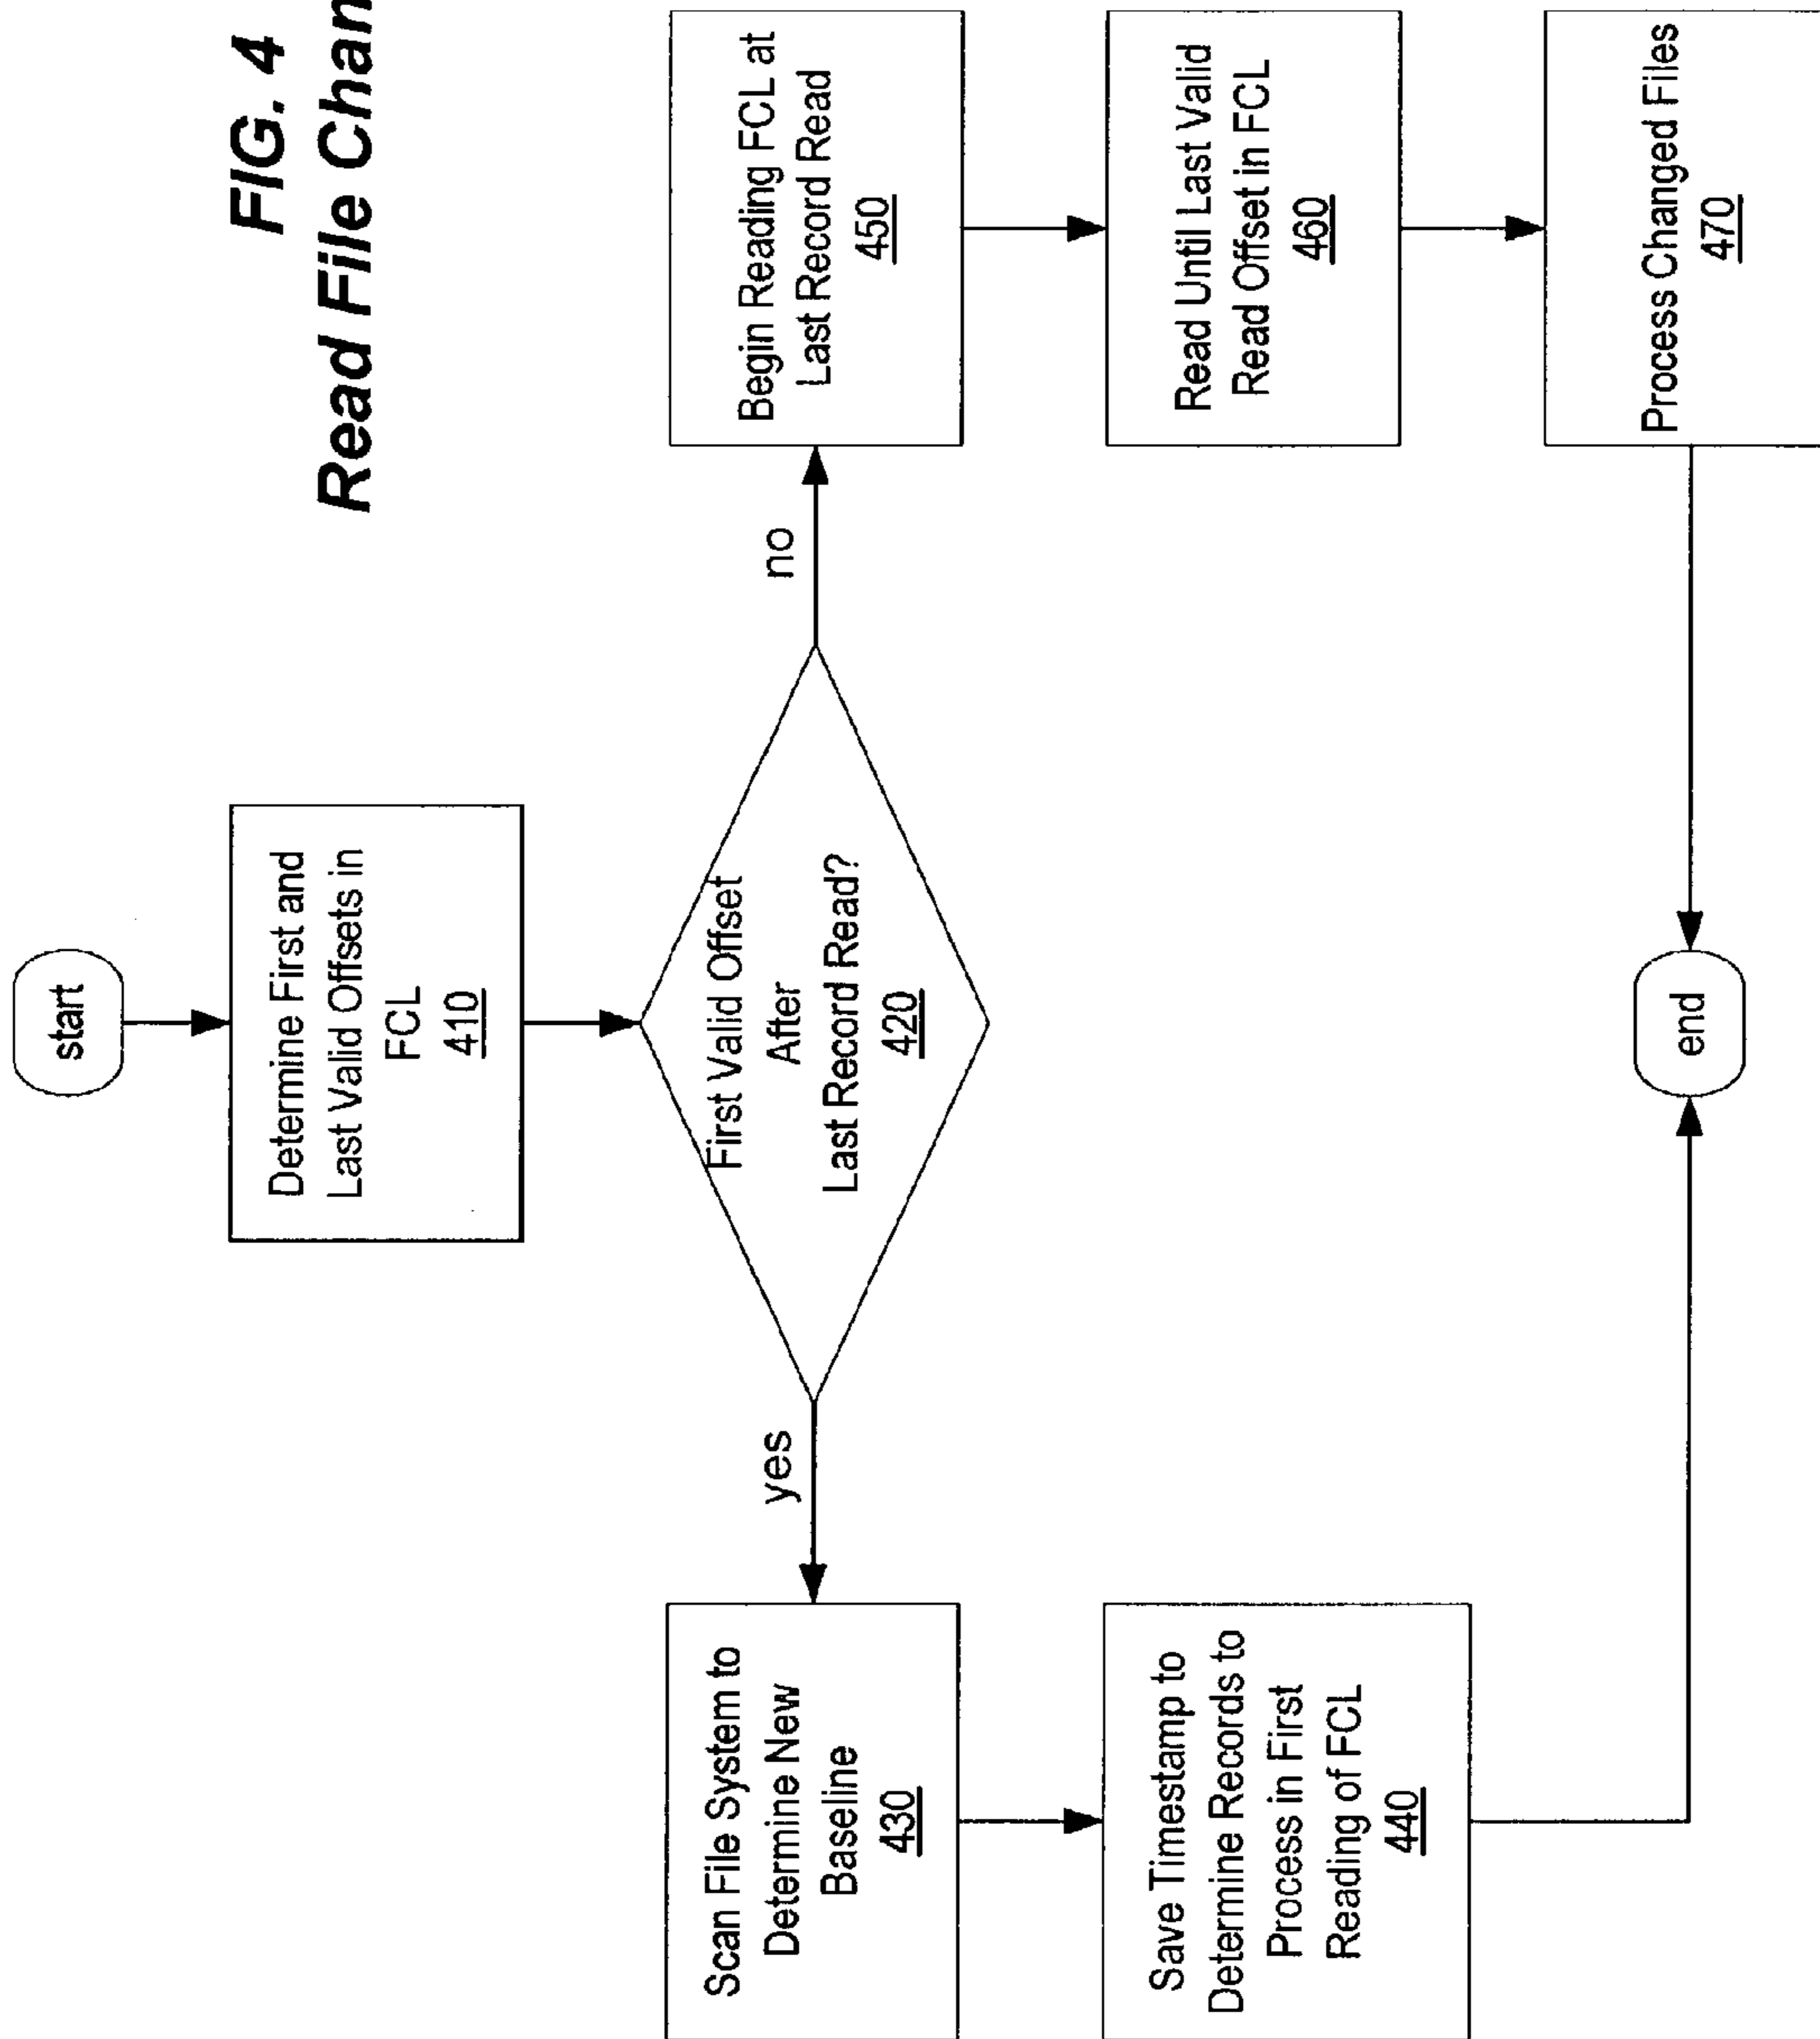 FIG. 4
Read File Chan
start
Determine First and
Last Valid Offsets in
FCL
410
First Valid Offset
After
Last Record Read?
420
yes
no
Scan File System to
Determine New
Baseline
430
Save Timestamp to
Determine Records to
Process in First
Reading of FCL
440
Begin Reading FCL at
Last Record Read
450
Read Until Last Valid
Read Offset in FCL
460
Process Changed Files
470
end